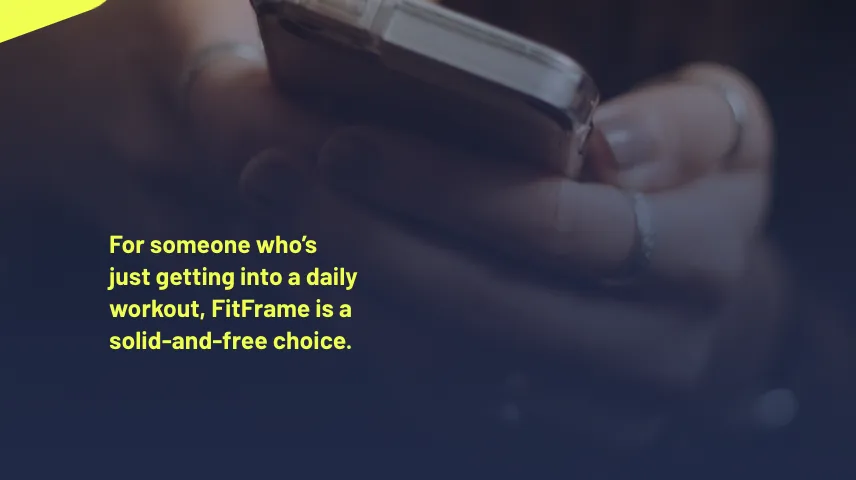 For someone who’s
just getting into a daily
workout, FitFrame is a
solid-and-free choice.